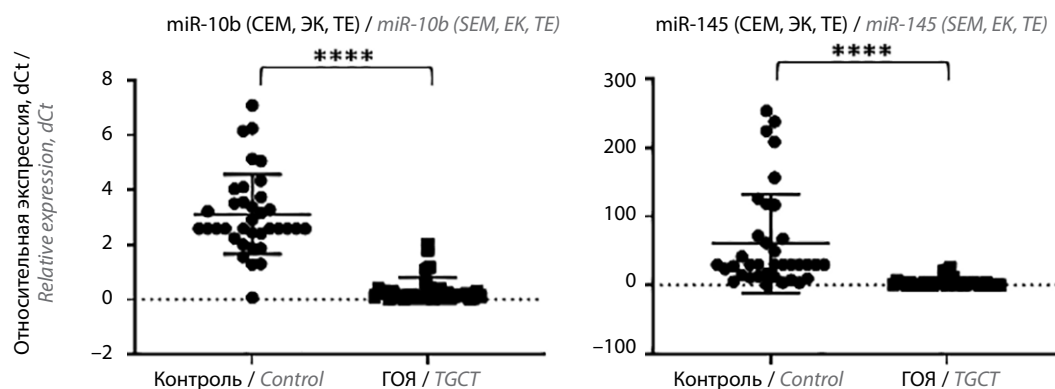 miR-10b (СЕМ, ЭК, ТЕ) / miR-10b (SEM, EK, TE)
****
Относительная экспрессия, dCt /
Relative expression, dCt
8
6
4
2
0
–2
Контроль / Control
ГОЯ / TGCT
miR-145 (СЕМ, ЭК, ТЕ) / miR-145 (SEM, EK, TE)
****
300
200
100
0
–100
Контроль / Control
ГОЯ / TGCT